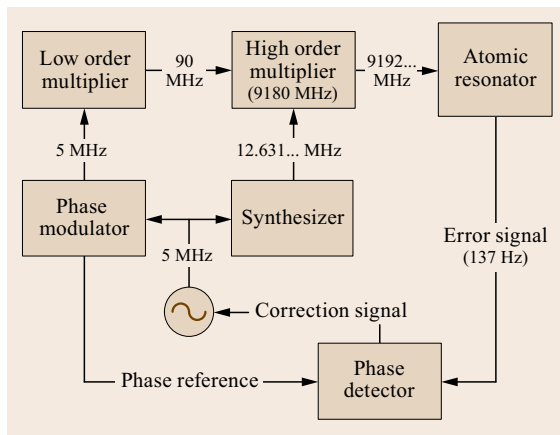 Low order
multiplier
90
MHz
High order
multiplier
(9180 MHz)
9192...
MHz
Atomic
resonator
5 MHz
12.631... MHz
Phase
modulator
Synthesizer
5 MHz
Error signal
(137 Hz)
Correction signal
Phase reference
Phase
detector